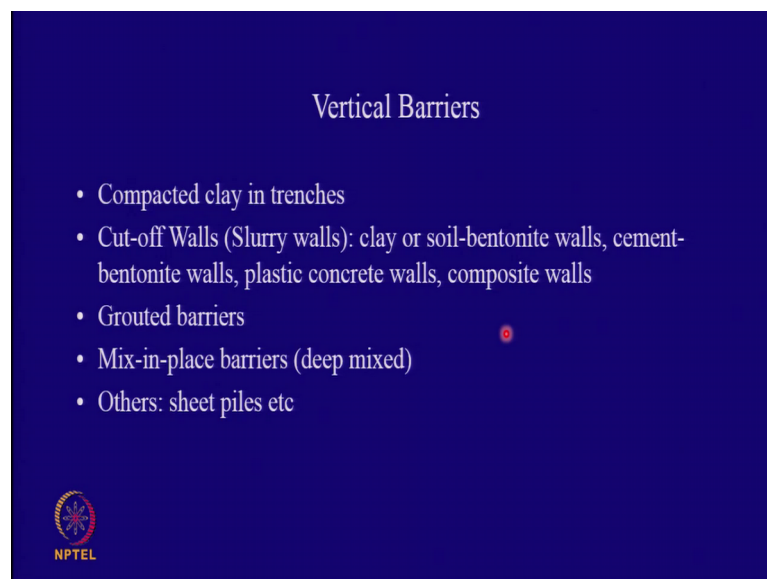 Vertical Barriers
• Compacted clay in trenches
• Cut-off Walls (Slurry walls): clay or soil-bentonite walls, cement-
bentonite walls, plastic concrete walls, composite walls
• Grouted barriers
• Mix-in-place barriers (deep mixed)
• Others: sheet piles etc
NPTEL